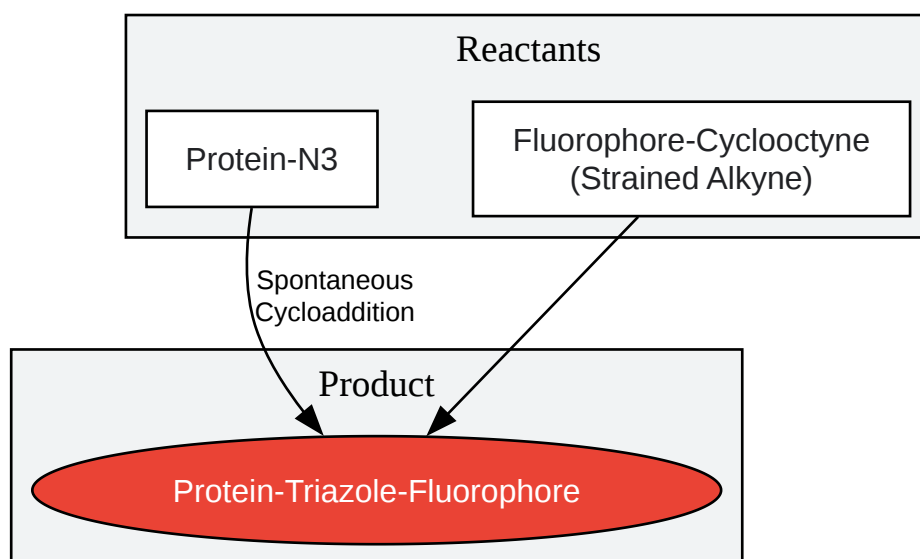 Reactants
Protein-N3
Fluorophore-Cyclooctyne
(Strained Alkyne)
Spontaneous
Cycloaddition
Product
Protein-Triazole-Fluorophore